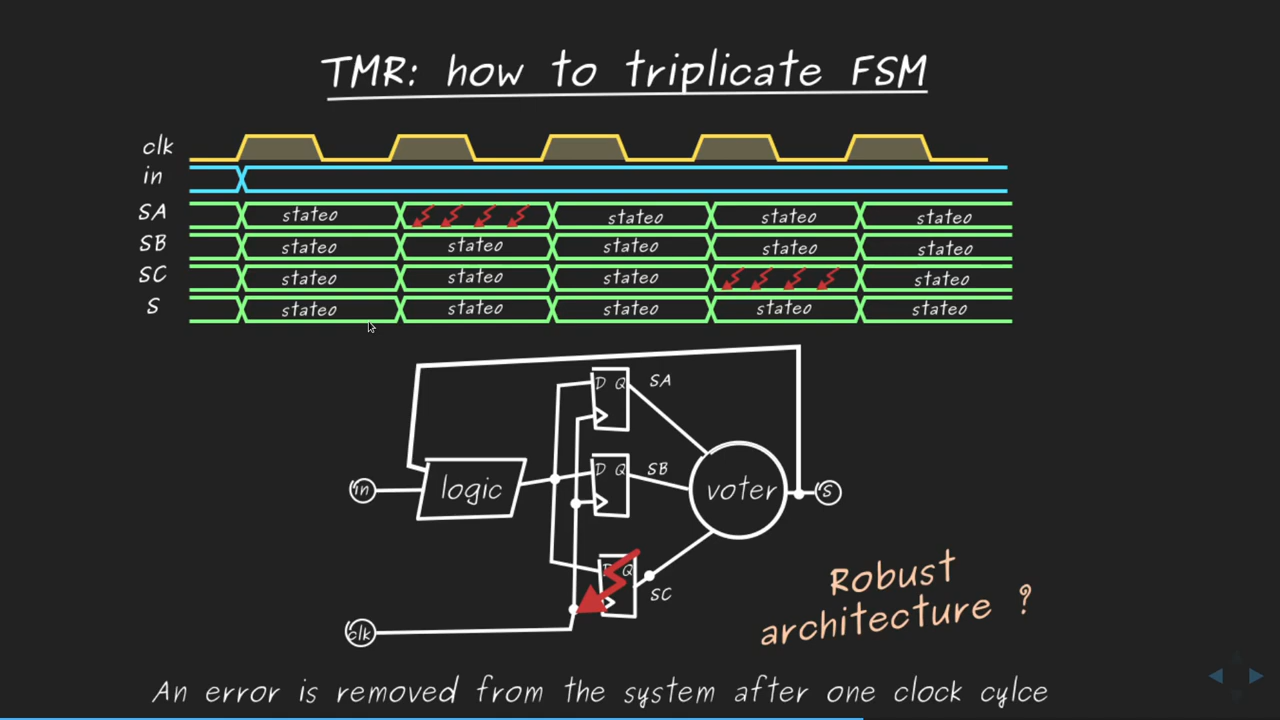 TMR: how to triplicate FSM
clk
in
SA stateo stateo stateo stateo
SB stateo stateo stateo stateo stateo
SC stateo stateo stateo stateo
S stateo stateo stateo stateo stateo
D Q SA
D Q SB
in logic voter S
D Q SC
clk
Robust
architecture ?
An error is removed from the system after one clock cylce